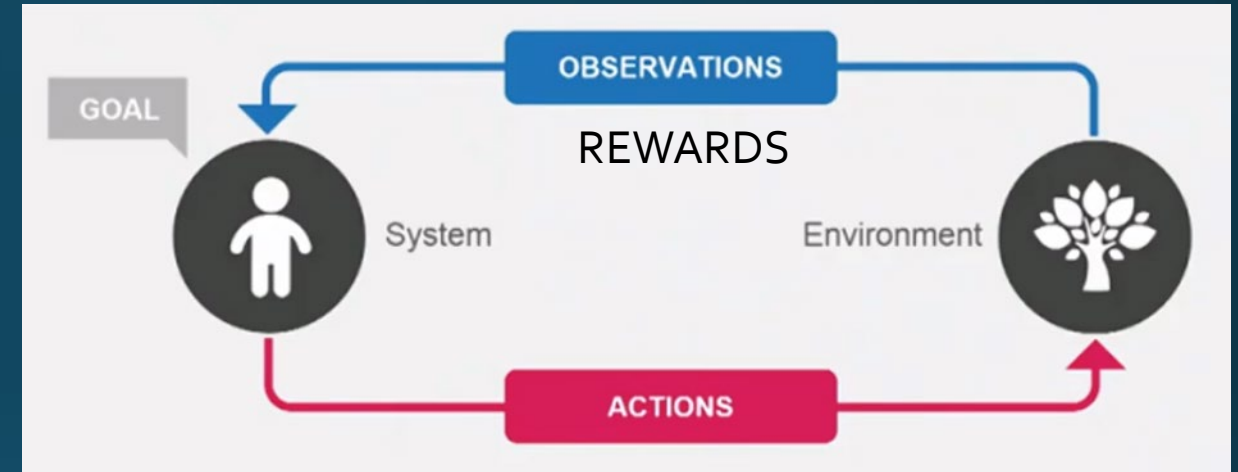 OBSERVATIONS
GOAL
REWARDS
System
Environment
ACTIONS